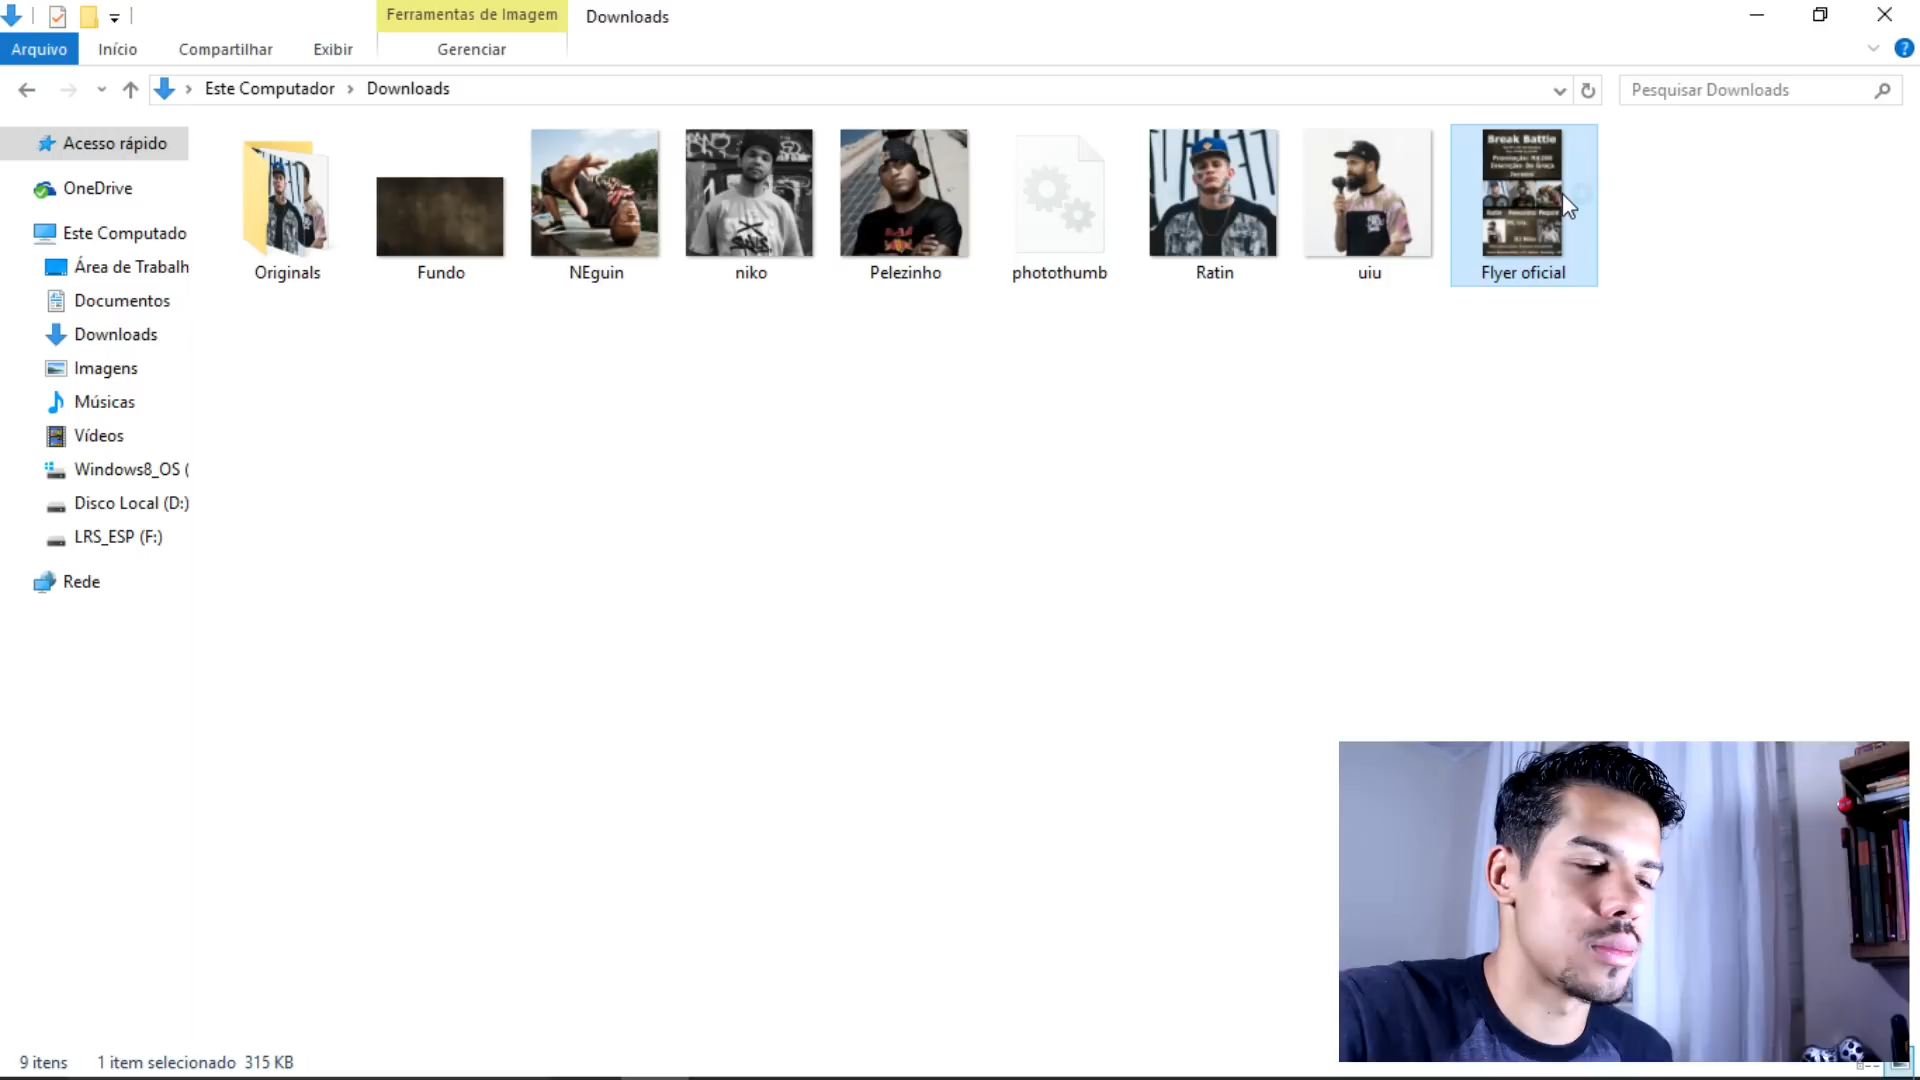 Ferramentas de Imagem
Downloads
Arquivo
Início
Compartilhar
Exibir
Gerenciar
Este Computador
Downloads
Pesquisar Downloads
Acesso rápido
OneDrive
Este Computado
Área de Trabalh
Documentos
Downloads
Imagens
Músicas
Vídeos
Windows8_OS (
Disco Local (D:)
LRS_ESP (F:)
Rede
Originals
Fundo
NEguin
niko
Pelezinho
photothumb
Ratin
uiu
Break Battle
Flyer oficial
9 itens
1 item selecionado 315 KB